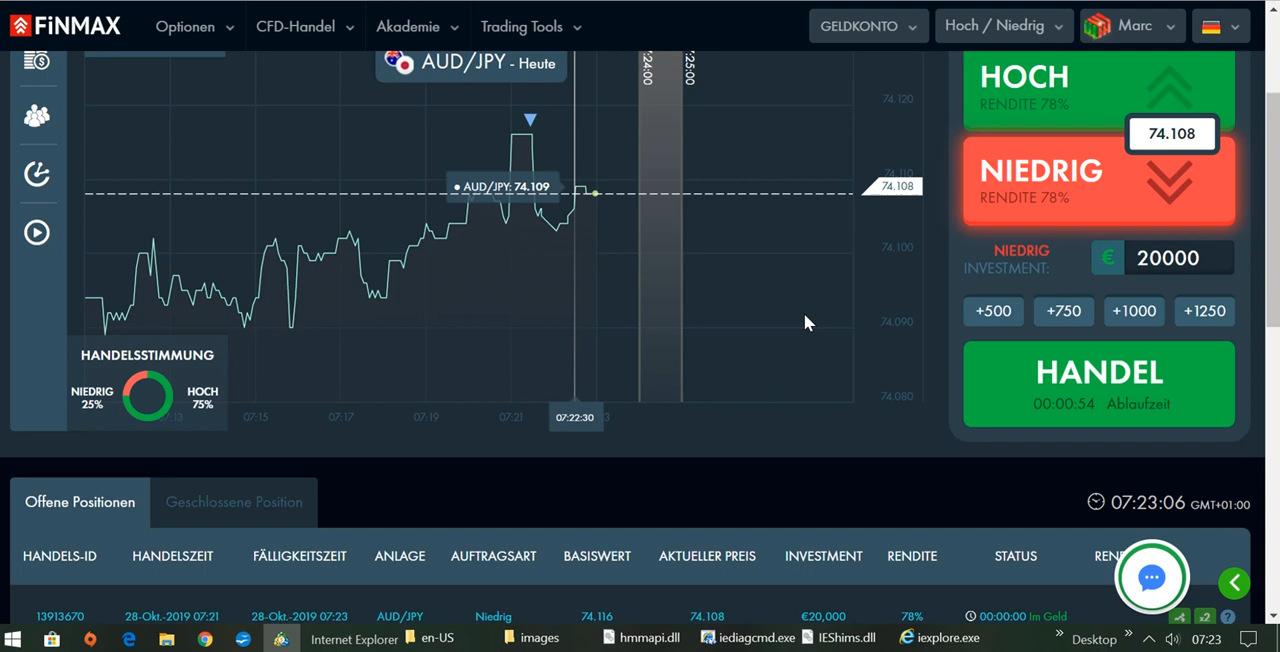 FiNMAX Optionen CFD-Handel Akademie Trading Tools GELDKONTO Hoch / Niedrig Marc
AUD/JPY - Heute
24:00
25:00
74.120
74.110
74.108
74.100
74.090
74.080
AUD/JPY: 74.109
HANDELSSTIMMUNG
NIEDRIG
25%
HOCH
75%
07:13 07:15 07:17 07:19 07:21 07:22:30 3
HOCH
RENDITE 78%
74.108
NIEDRIG
RENDITE 78%
NIEDRIG
INVESTMENT:
€ 20000
+500 +750 +1000 +1250
HANDEL
00:00:54 Ablaufzeit
Offene Positionen Geschlossene Position
07:23:06 GMT+01:00
HANDELS-ID HANDELSZEIT FÄLLIGKEITSZEIT ANLAGE AUFTRAGSART BASISWERT AKTUELLER PREIS INVESTMENT RENDITE STATUS REN
13913670 28-Okt.-2019 07:21 28-Okt.-2019 07:23 AUD/JPY Niedrig 74.116 74.108 €20,000 78% 00:00:00 Im Geld x2 ?
Internet Explorer en-US images hmmapi.dll iediagcmd.exe IEShims.dll iexplore.exe Desktop 07:23